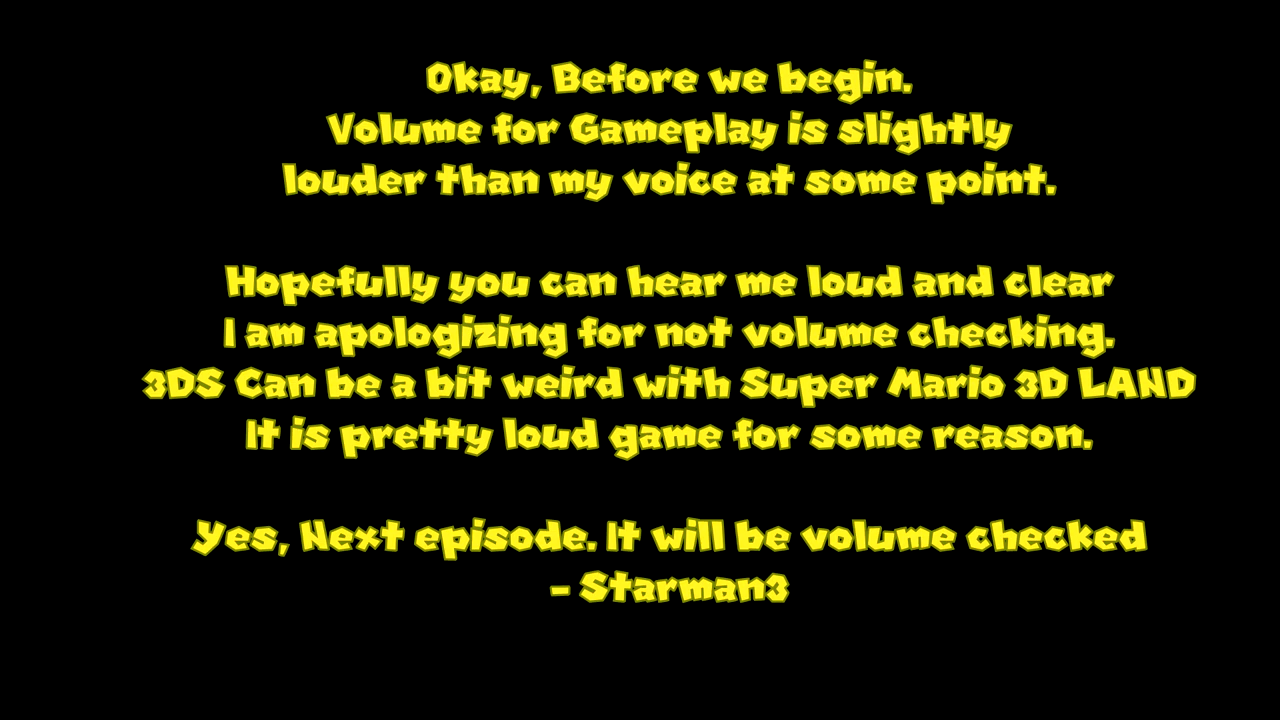 Okay, Before we begin.
Volume for Gameplay is slightly
louder than my voice at some point.
Hopefully you can hear me loud and clear
I am apologizing for not volume checking.
3DS Can be a bit weird with Super Mario 3D LAND
It is pretty loud game for some reason.
Yes, Next episode. It will be volume checked
- Starman3